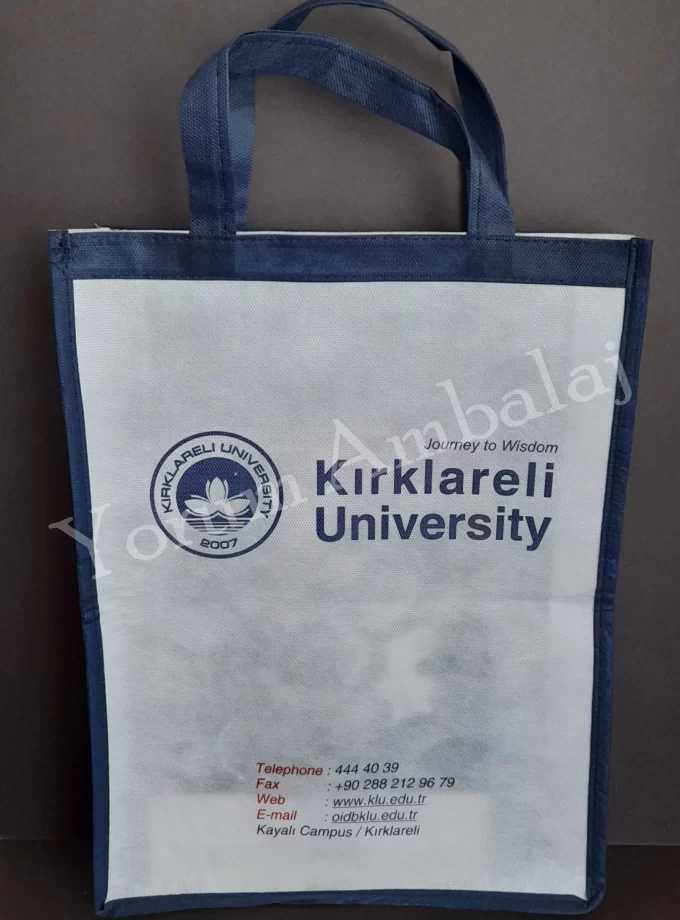 Journey to Wisdom
KIRKLARELI UNIVERSITY
2007
Kırklareli
University
Yorum Ambalaj
Telephone : 444 40 39
Fax : +90 288 212 96 79
Web : www.klu.edu.tr
E-mail : oidbklu.edu.tr
Kayalı Campus / Kırklareli